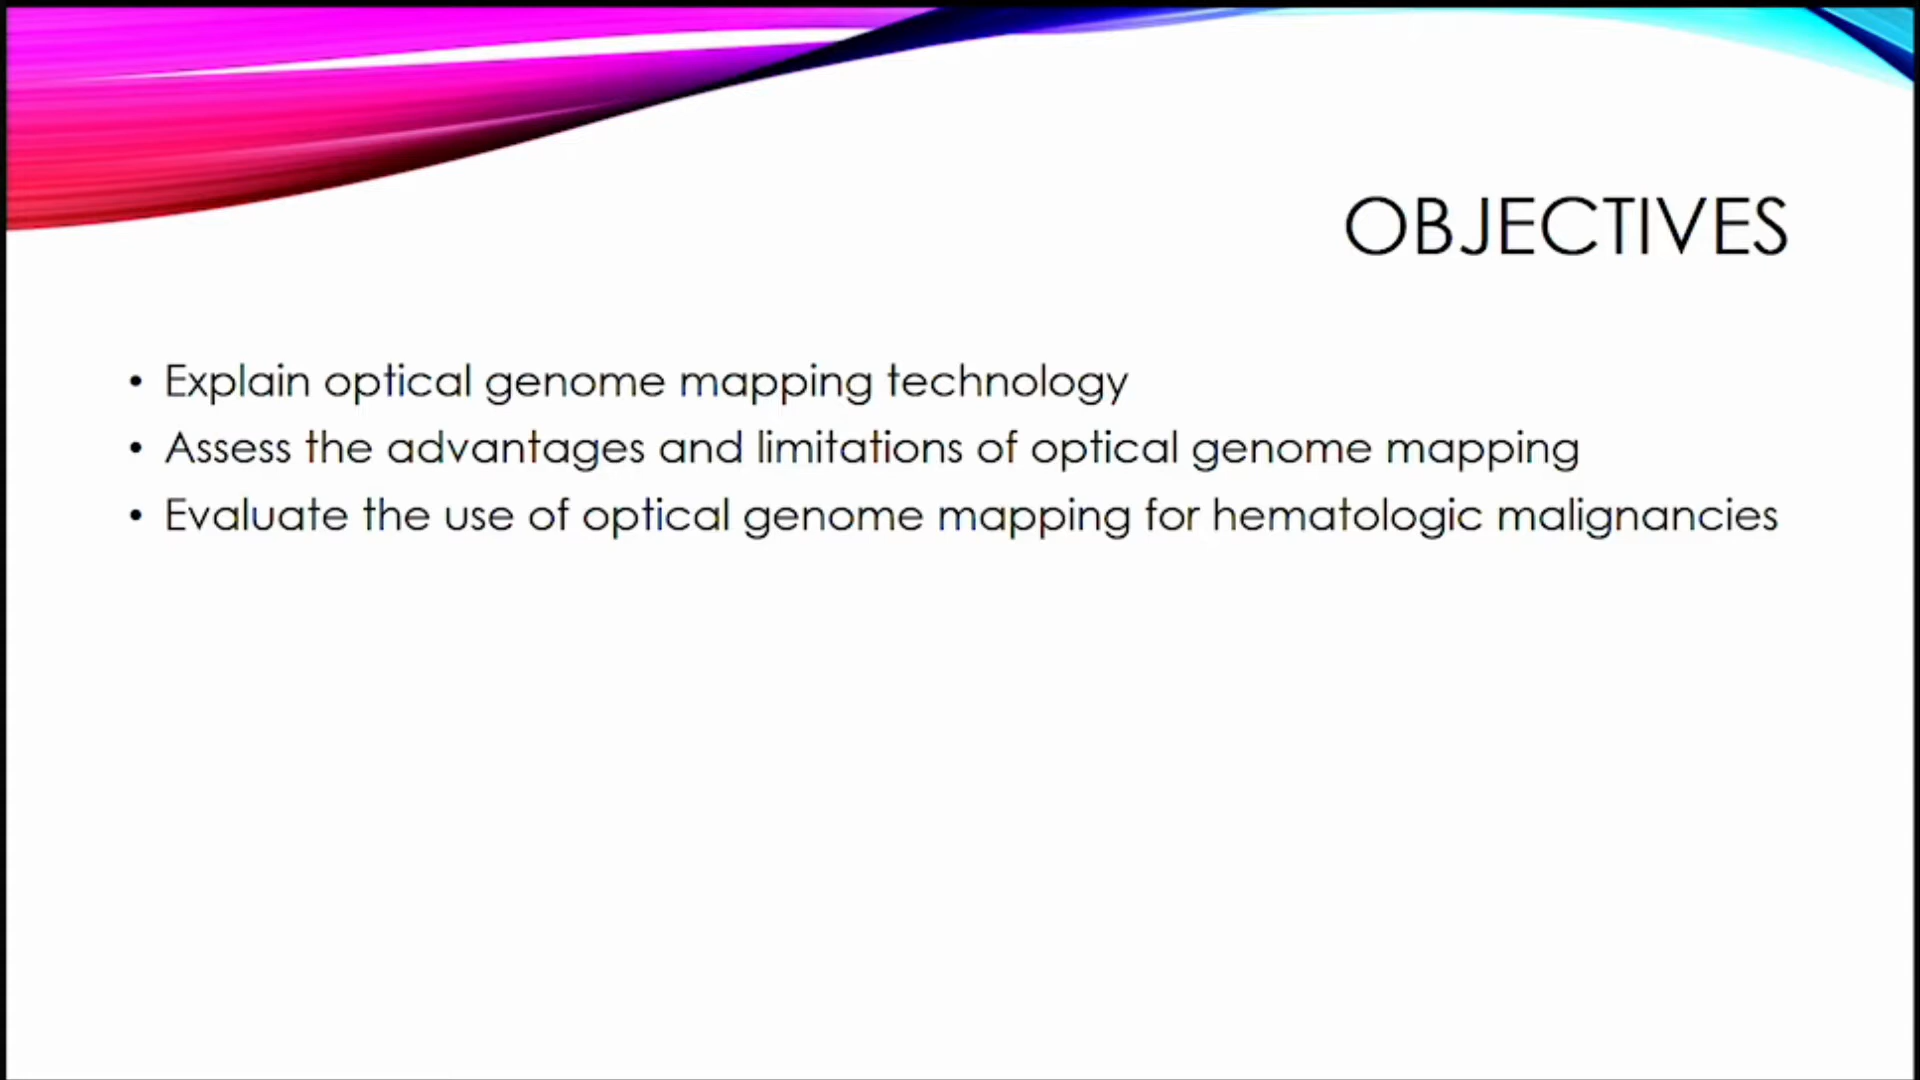 OBJECTIVES
• Explain optical genome mapping technology
• Assess the advantages and limitations of optical genome mapping
• Evaluate the use of optical genome mapping for hematologic malignancies